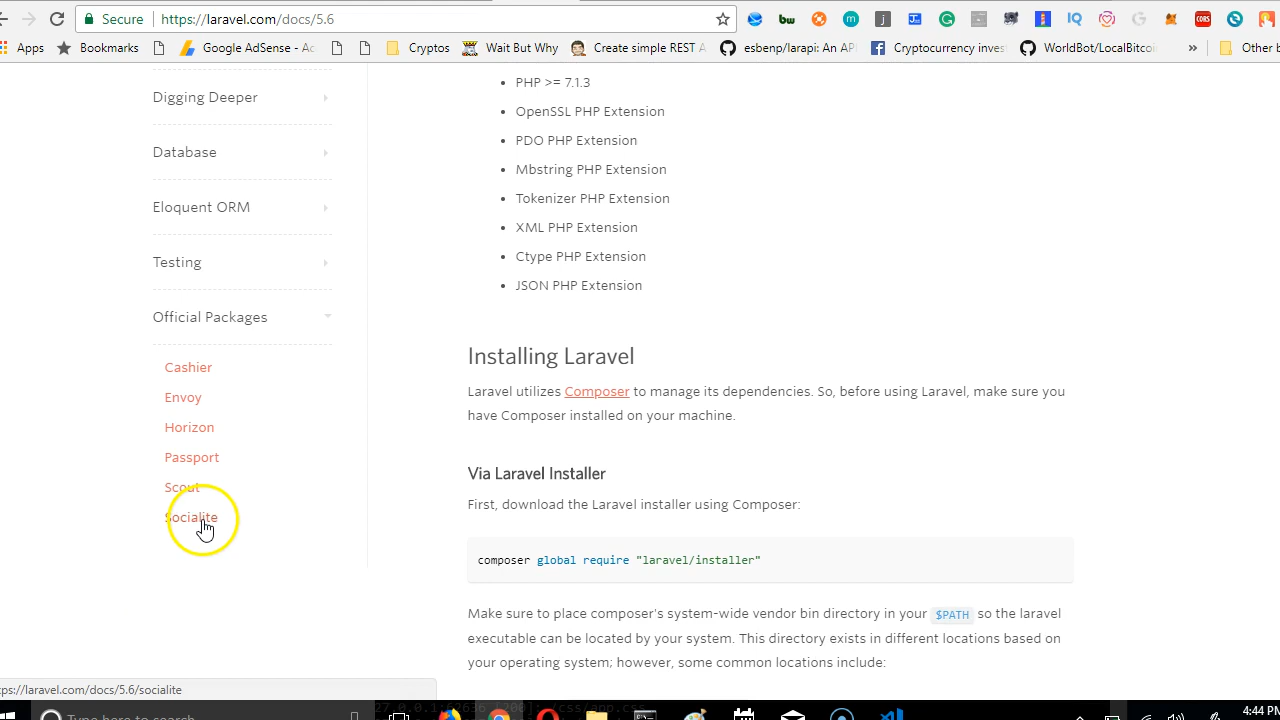 Secure https://laravel.com/docs/5.6
Apps Bookmarks Google AdSense - Ac Cryptos Wait But Why Create simple REST A esbenp/larapi: An API Cryptocurrency inves WorldBot/LocalBitcoi » Other
Digging Deeper
Database
Eloquent ORM
Testing
Official Packages
Cashier
Envoy
Horizon
Passport
Scout
Socialite
PHP >= 7.1.3
OpenSSL PHP Extension
PDO PHP Extension
Mbstring PHP Extension
Tokenizer PHP Extension
XML PHP Extension
Ctype PHP Extension
JSON PHP Extension
Installing Laravel
Laravel utilizes Composer to manage its dependencies. So, before using Laravel, make sure you
have Composer installed on your machine.
Via Laravel Installer
First, download the Laravel installer using Composer:
composer global require "laravel/installer"
Make sure to place composer's system-wide vendor bin directory in your $PATH so the laravel
executable can be located by your system. This directory exists in different locations based on
your operating system; however, some common locations include:
ps://laravel.com/docs/5.6/socialite
Type here to search
4:44 PM